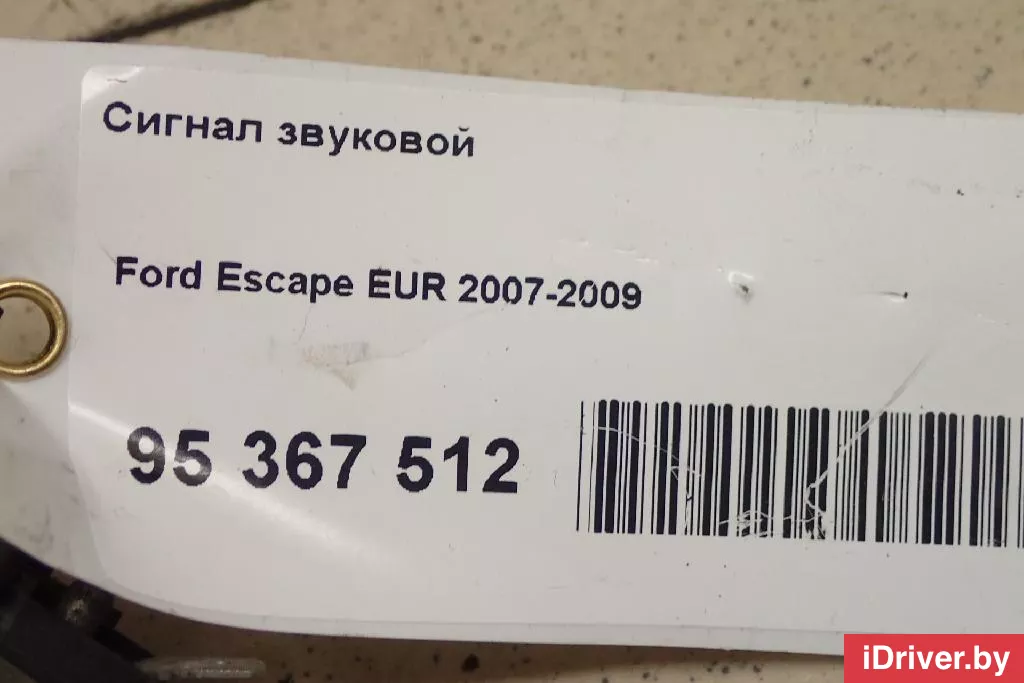 Сигнал звуковой
Ford Escape EUR 2007-2009
95 367 512
iDriver.by